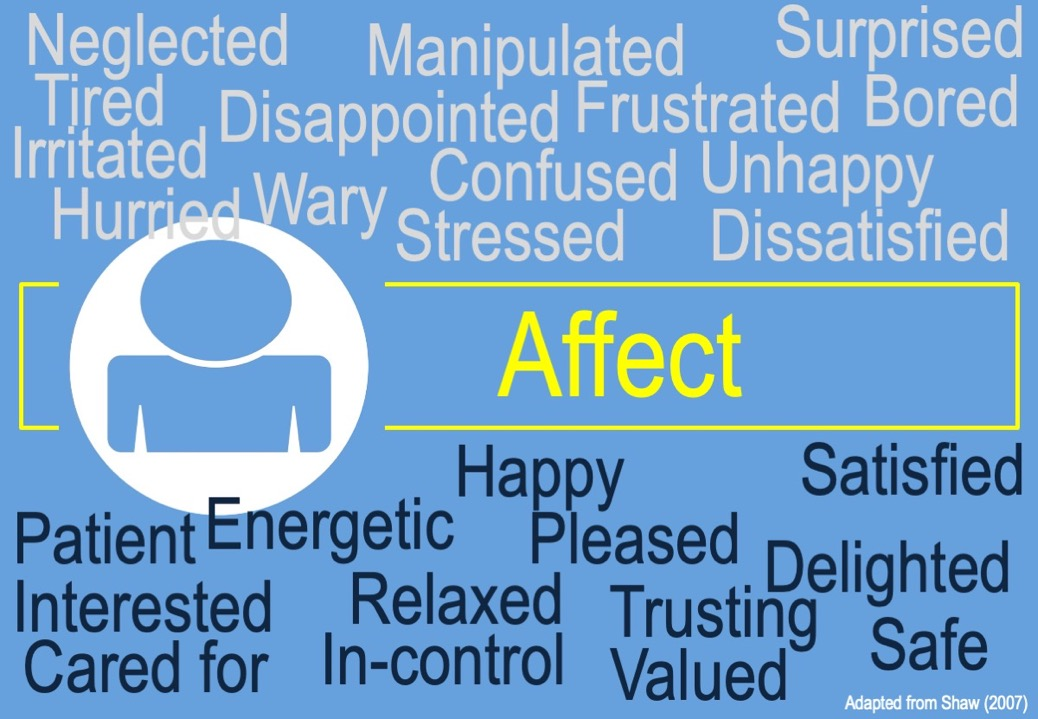 Neglected Manipulated Surprised
Tired Disappointed Frustrated Bored
Irritated Confused Unhappy
Hurried Wary Stressed Dissatisfied
Affect
Happy Satisfied
Patient Energetic Pleased Delighted
Interested Relaxed Trusting Safe
Cared for In-control Valued
Adapted from Shaw (2007)